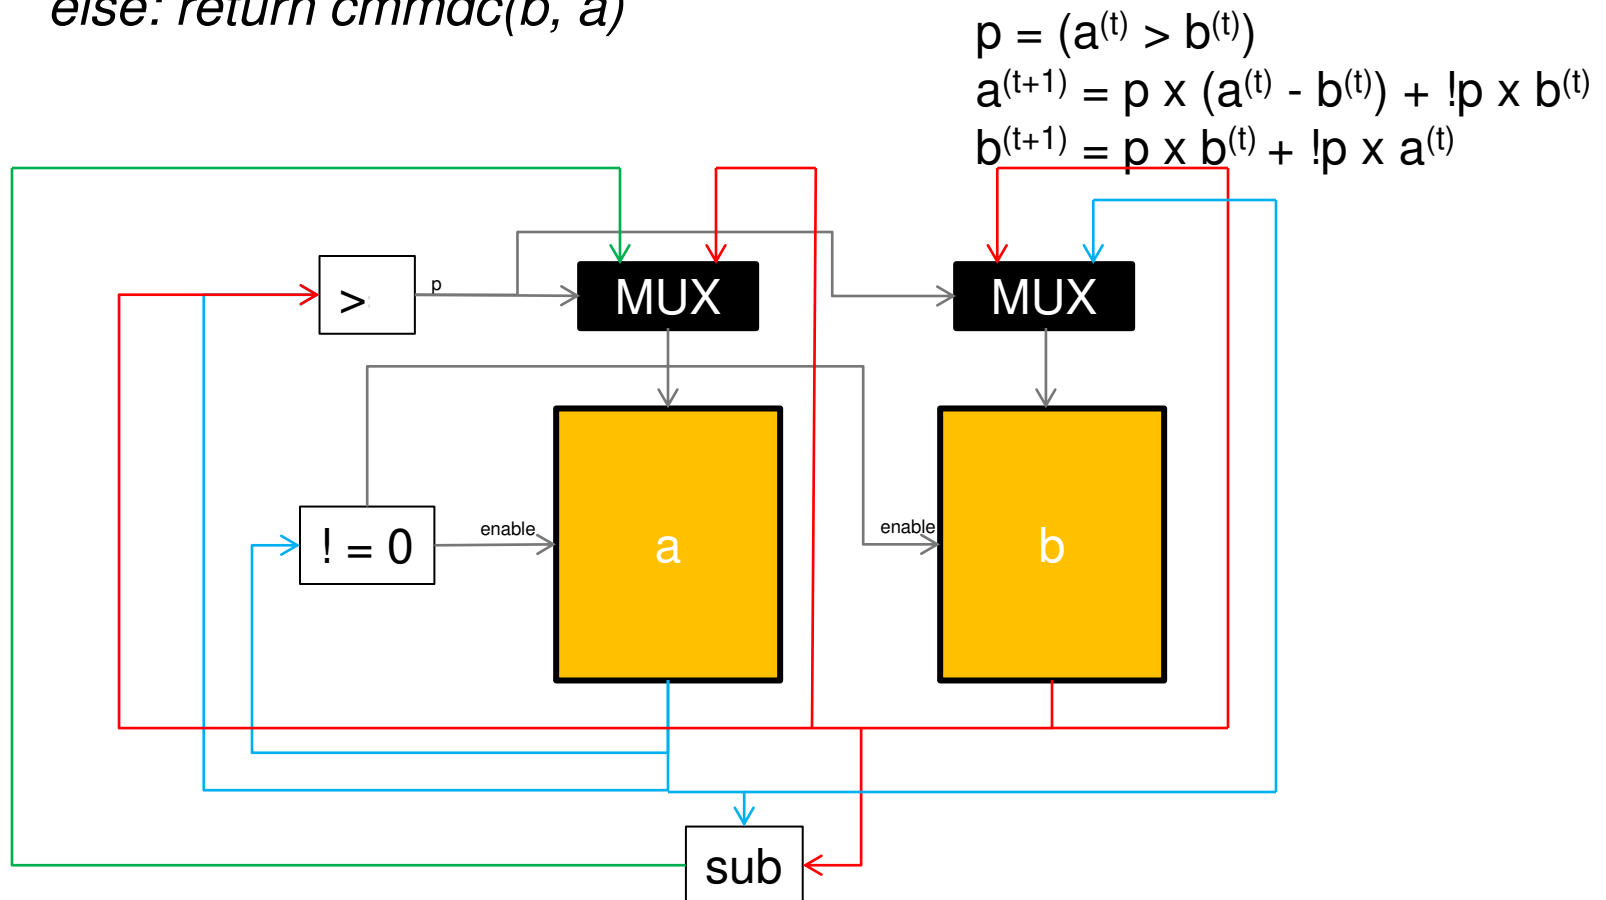 else: return cmmdc(b, a)
p = (a⁽ᵗ⁾ > b⁽ᵗ⁾)
a⁽ᵗ⁺¹⁾ = p x (a⁽ᵗ⁾ - b⁽ᵗ⁾) + !p x b⁽ᵗ⁾
b⁽ᵗ⁺¹⁾ = p x b⁽ᵗ⁾ + !p x a⁽ᵗ⁾
>
p
MUX
MUX
! = 0
enable
a
enable
b
sub